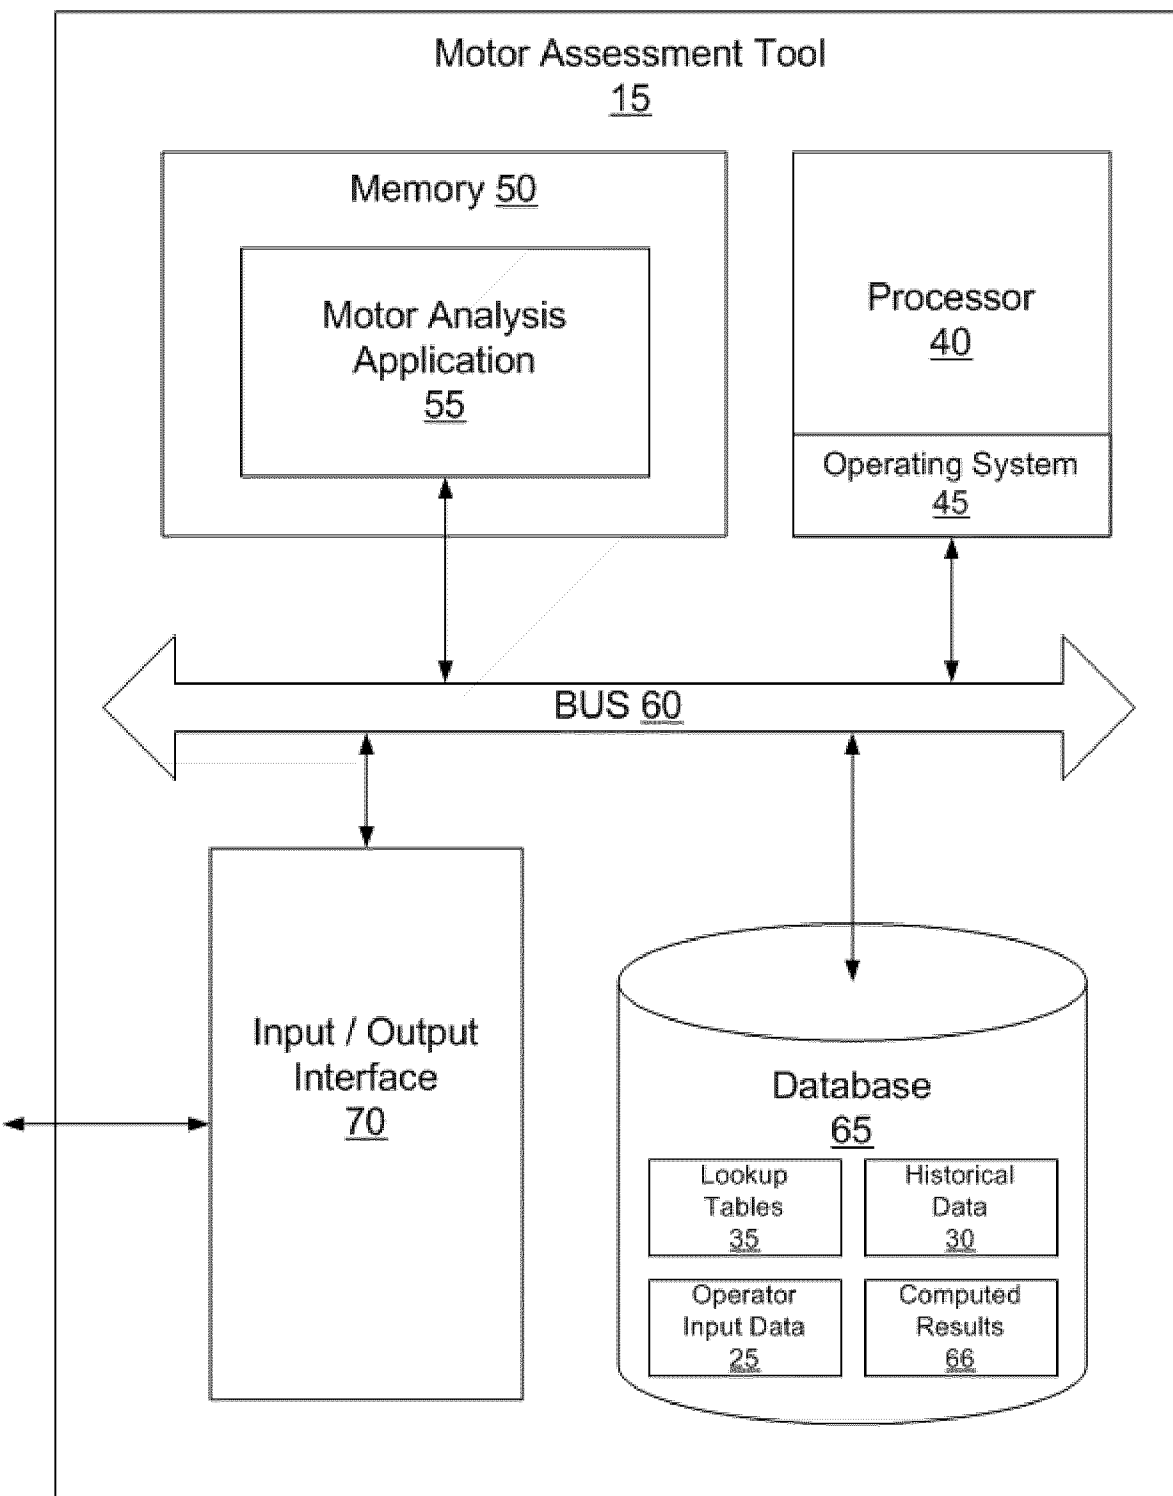 Motor Assessment Tool
15
Memory 50
Motor Analysis
Application
55
Processor
40
Operating System
45
BUS 60
Input / Output
Interface
70
Database
65
Lookup
Tables
35
Historical
Data
30
Operator
Input Data
25
Computed
Results
66